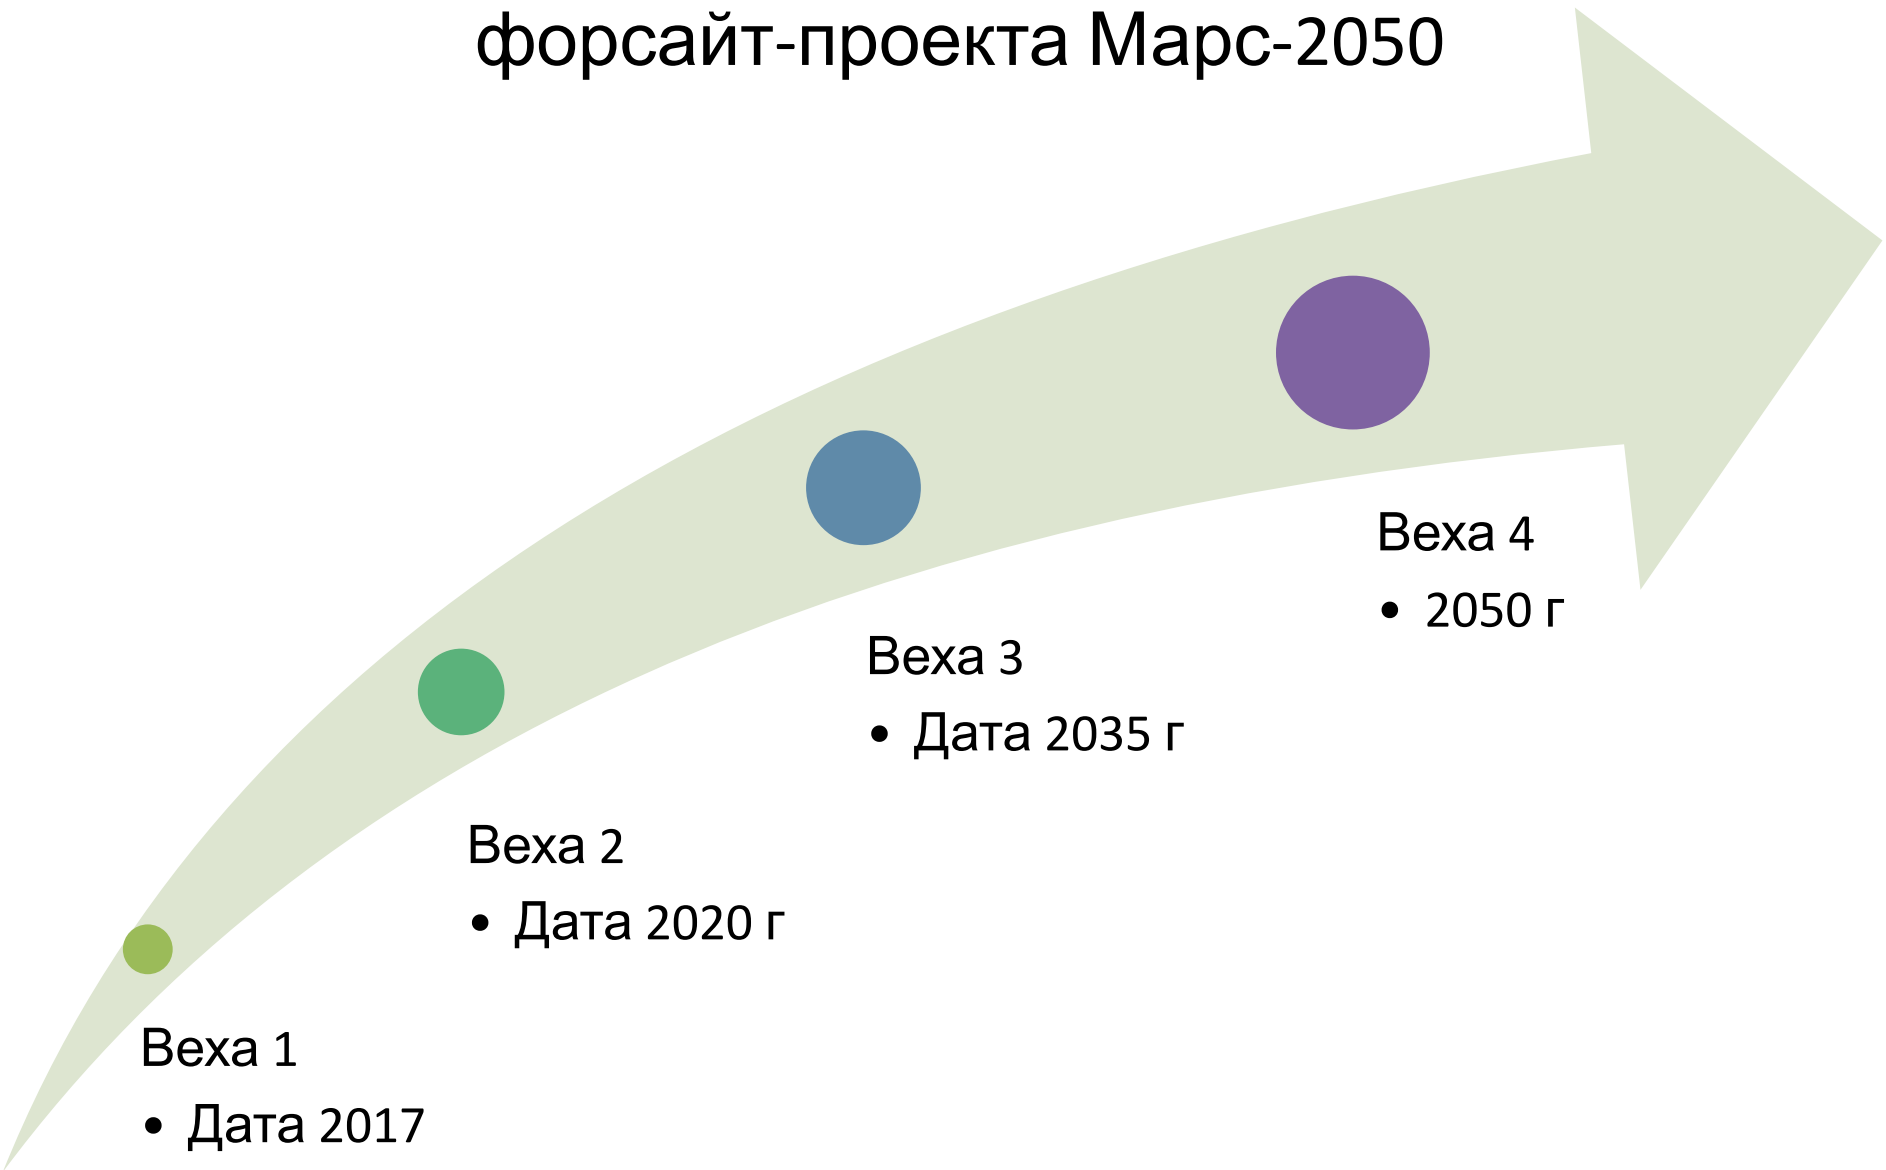 форсайт-проекта Марс-2050
Веха 4
• 2050 г
Веха 3
• Дата 2035 г
Веха 2
• Дата 2020 г
Веха 1
• Дата 2017